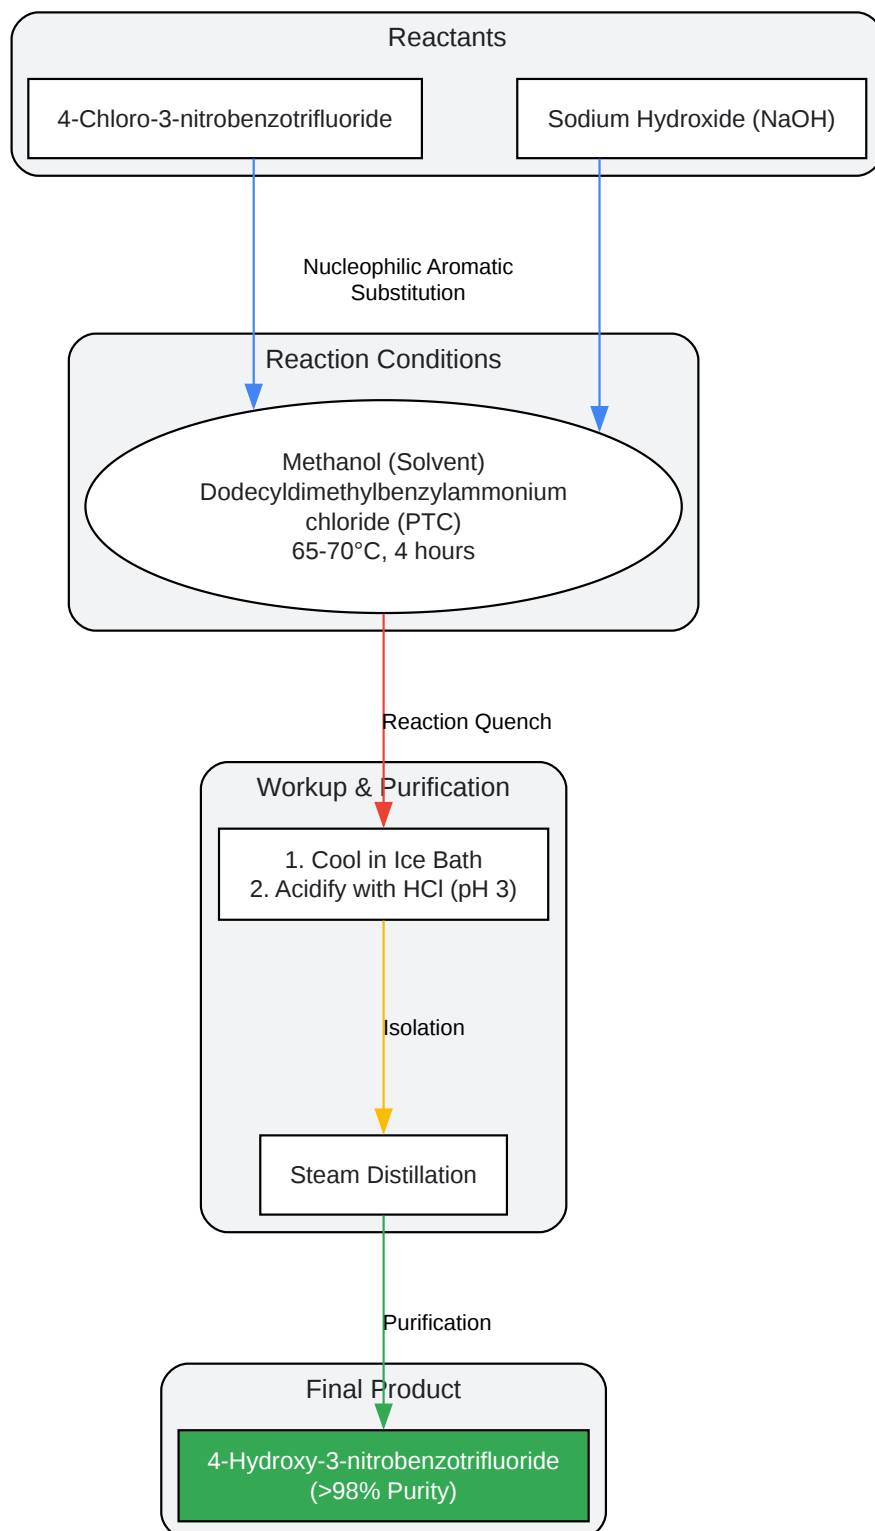 Reactants
4-Chloro-3-nitrobenzotrifluoride
Sodium Hydroxide (NaOH)
Nucleophilic Aromatic
Substitution
Reaction Conditions
Methanol (Solvent)
Dodecyldimethylbenzylammonium
chloride (PTC)
65-70°C, 4 hours
Reaction Quench
Workup & Purification
1. Cool in Ice Bath
2. Acidify with HCl (pH 3)
Isolation
Steam Distillation
Purification
Final Product
4-Hydroxy-3-nitrobenzotrifluoride
(>98% Purity)